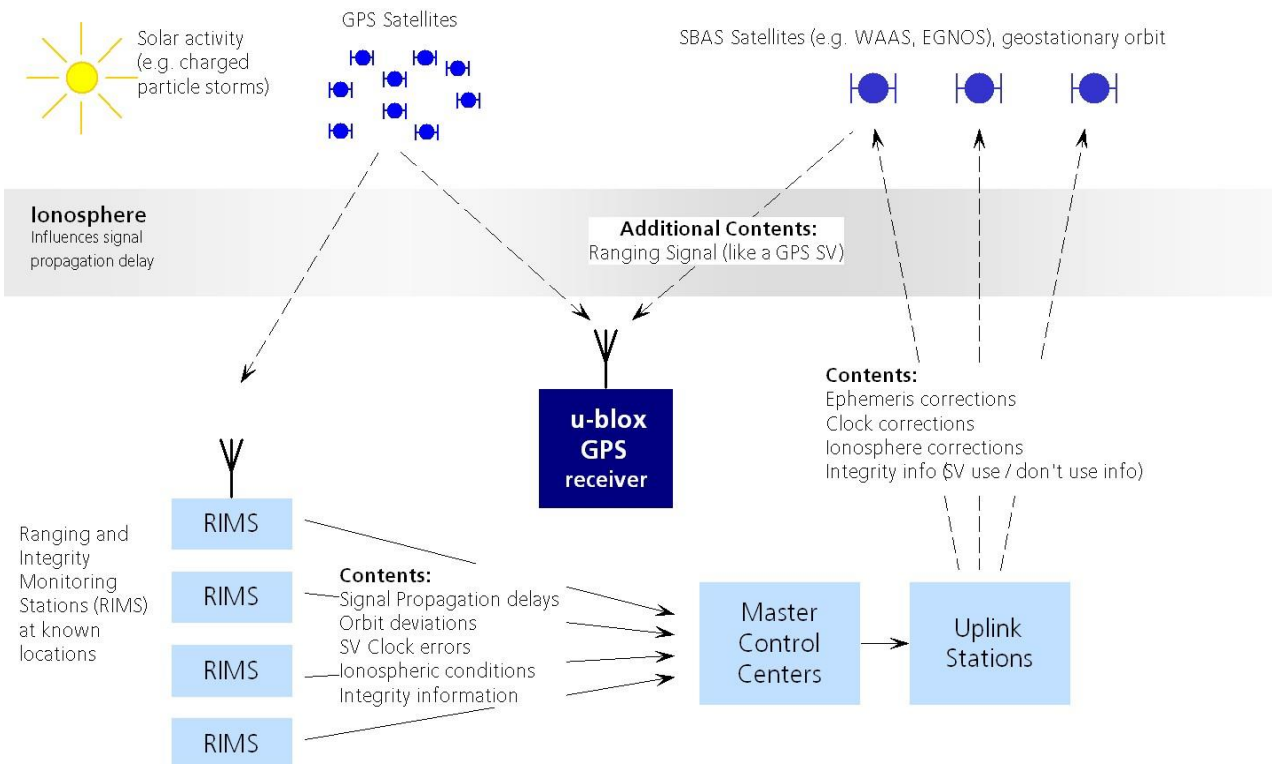 Solar activity
(e.g. charged
particle storms)
GPS Satellites
SBAS Satellites (e.g. WAAS, EGNOS), geostationary orbit
Ionosphere
Influences signal
propagation delay
Additional Contents:
Ranging Signal (like a GPS SV)
u-blox
GPS
receiver
Contents:
Ephemeris corrections
Clock corrections
Ionosphere corrections
Integrity info (SV use / don't use info)
Ranging and
Integrity
Monitoring
Stations (RIMS)
at known
locations
RIMS
RIMS
RIMS
RIMS
Contents:
Signal Propagation delays
Orbit deviations
SV Clock errors
Ionospheric conditions
Integrity information
Master
Control
Centers
Uplink
Stations